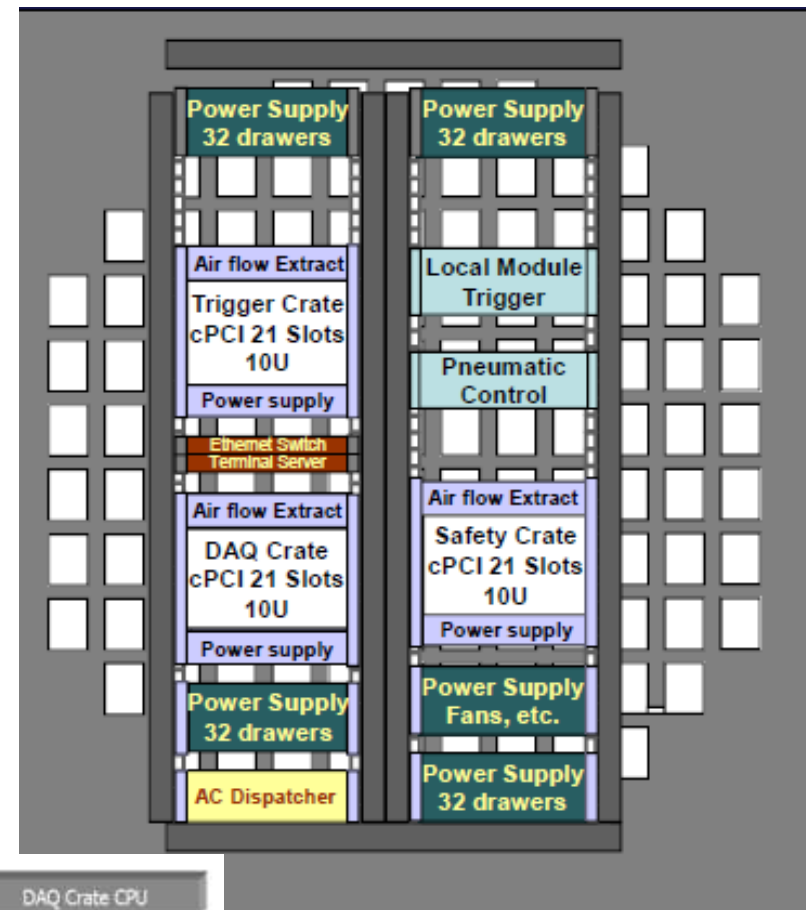 Power Supply
32 drawers
Air flow Extract
Trigger Crate
cPCI 21 Slots
10U
Power supply
Ethernet Switch
Terminal Server
Air flow Extract
DAQ Crate
cPCI 21 Slots
10U
Power supply
Power Supply
32 drawers
AC Dispatcher
Power Supply
32 drawers
Local Module
Trigger
Pneumatic
Control
Air flow Extract
Safety Crate
cPCI 21 Slots
10U
Power supply
Power Supply
Fans, etc.
Power Supply
32 drawers
DAQ Crate CPU